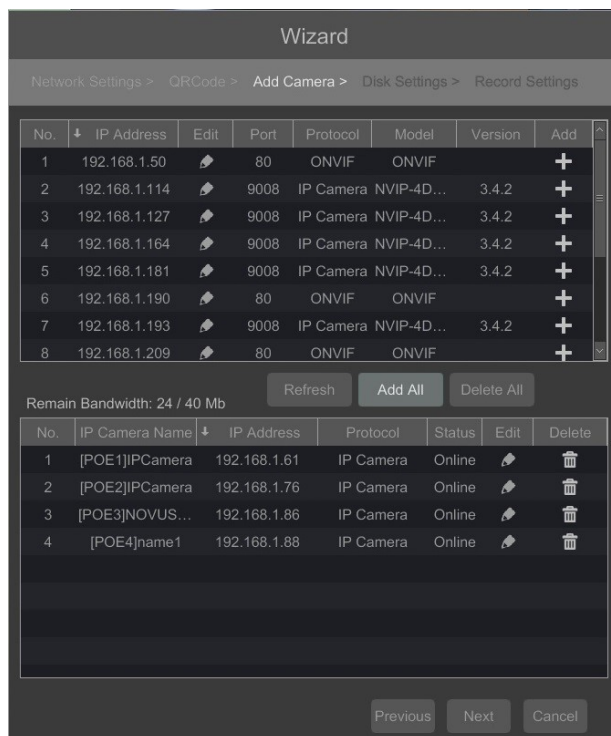 Wizard
Network Settings > QRCode > Add Camera > Disk Settings > Record Settings
No. IP Address Edit Port Protocol Model Version Add
1 192.168.1.50 80 ONVIF ONVIF
2 192.168.1.114 9008 IP Camera NVIP-4D... 3.4.2
3 192.168.1.127 9008 IP Camera NVIP-4D... 3.4.2
4 192.168.1.164 9008 IP Camera NVIP-4D... 3.4.2
5 192.168.1.181 9008 IP Camera NVIP-4D... 3.4.2
6 192.168.1.190 80 ONVIF ONVIF
7 192.168.1.193 9008 IP Camera NVIP-4D... 3.4.2
8 192.168.1.209 80 ONVIF ONVIF
Refresh Add All Delete All
Remain Bandwidth: 24 / 40 Mb
No. IP Camera Name IP Address Protocol Status Edit Delete
1 [POE1]IPCamera 192.168.1.61 IP Camera Online
2 [POE2]IPCamera 192.168.1.76 IP Camera Online
3 [POE3]NOVUS... 192.168.1.86 IP Camera Online
4 [POE4]name1 192.168.1.88 IP Camera Online
Previous Next Cancel